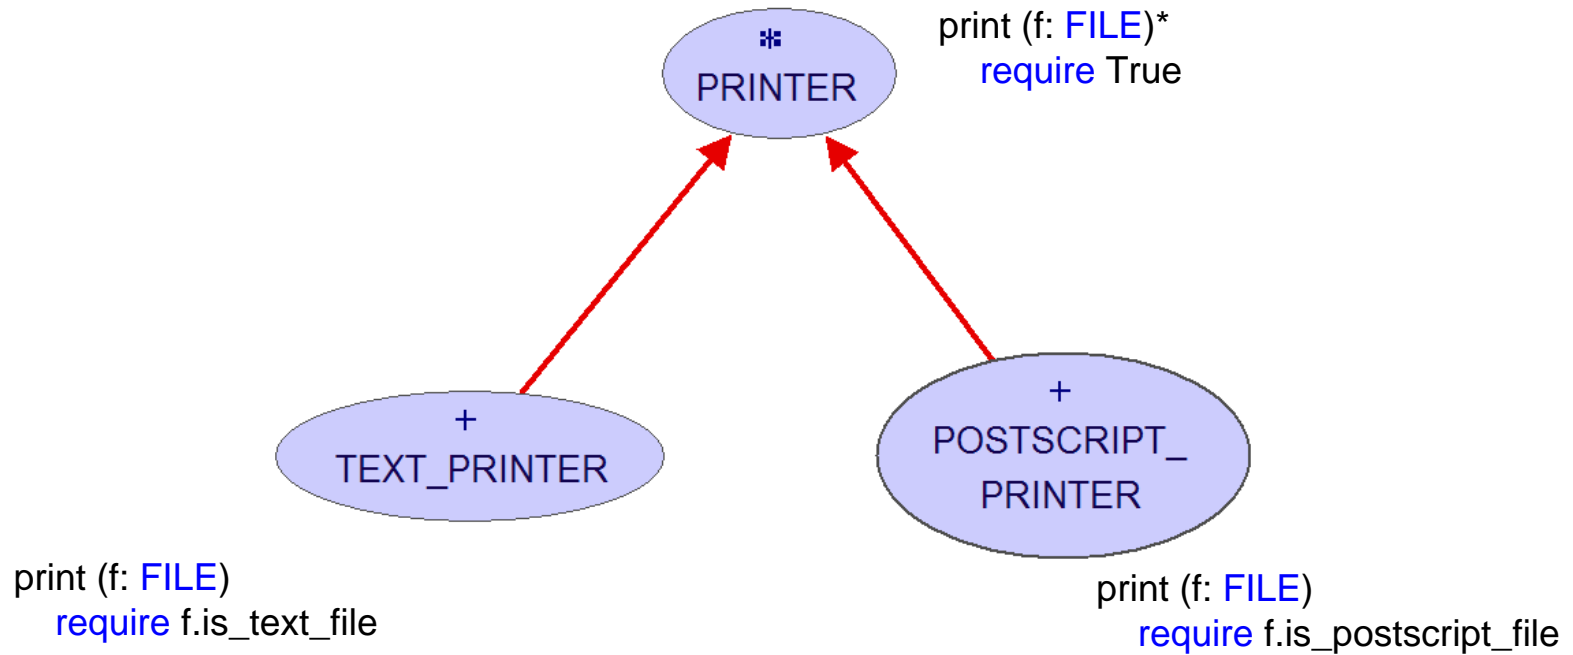 *
PRINTER
print (f: FILE)*
require True
+
TEXT_PRINTER
+
POSTSCRIPT_
PRINTER
print (f: FILE)
require f.is_text_file
print (f: FILE)
require f.is_postscript_file